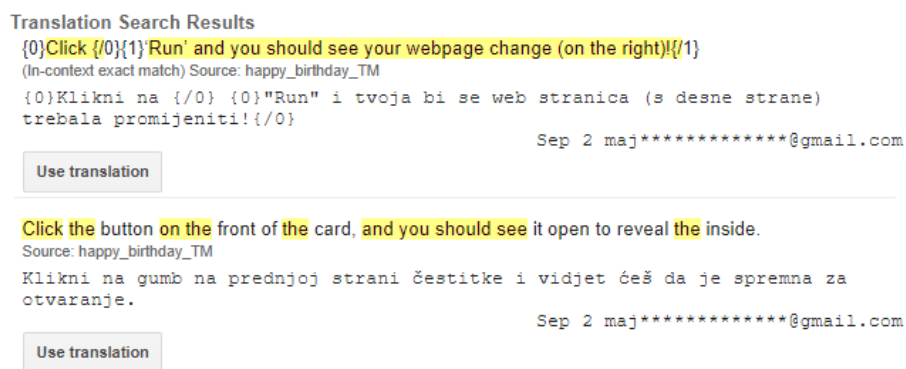 Translation Search Results
{0}Click {/0}{1}‘Run’ and you should see your webpage change (on the right)!{/1}
(In-context exact match) Source: happy_birthday_TM
{0}Klikni na {/0} {0}"Run" i tvoja bi se web stranica (s desne strane)
trebala promijeniti!{/0}
Sep 2 maj*************@gmail.com
Use translation
Click the button on the front of the card, and you should see it open to reveal the inside.
Source: happy_birthday_TM
Klikni na gumb na prednjoj strani čestitke i vidjet ćeš da je spremna za
otvaranje.
Sep 2 maj*************@gmail.com
Use translation